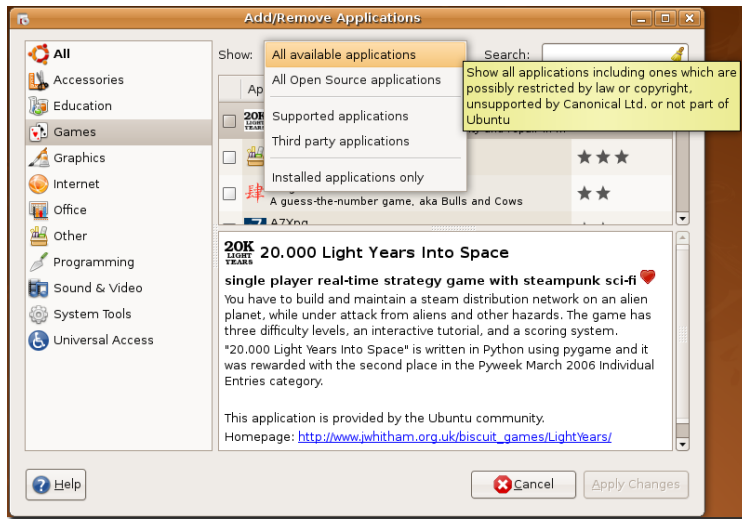 Add/Remove Applications
All
Accessories
Education
Games
Graphics
Internet
Office
Other
Programming
Sound & Video
System Tools
Universal Access
Show:
All available applications
All Open Source applications
Supported applications
Third party applications
Installed applications only
Search:
Show all applications including ones which are
possibly restricted by law or copyright,
unsupported by Canonical Ltd. or not part of
Ubuntu
Ap
20K
LIGHT
YEARS
肆
A guess-the-number game, aka Bulls and Cows
A7Xpg
20K
LIGHT
YEARS
20.000 Light Years Into Space
single player real-time strategy game with steampunk sci-fi
You have to build and maintain a steam distribution network on an alien
planet, while under attack from aliens and other hazards. The game has
three difficulty levels, an interactive tutorial, and a scoring system.
"20.000 Light Years Into Space" is written in Python using pygame and it
was rewarded with the second place in the Pyweek March 2006 Individual
Entries category.
This application is provided by the Ubuntu community.
Homepage: http://www.jwhitham.org.uk/biscuit_games/LightYears/
Help
Cancel
Apply Changes